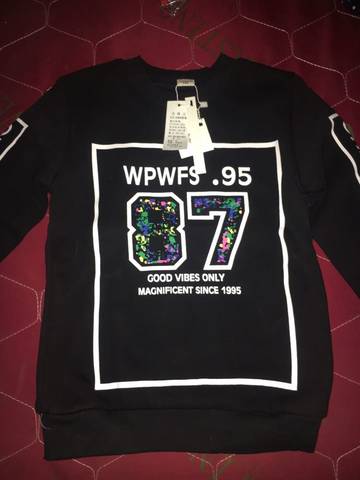 WPWFS .95
87
GOOD VIBES ONLY
MAGNIFICENT SINCE 1995